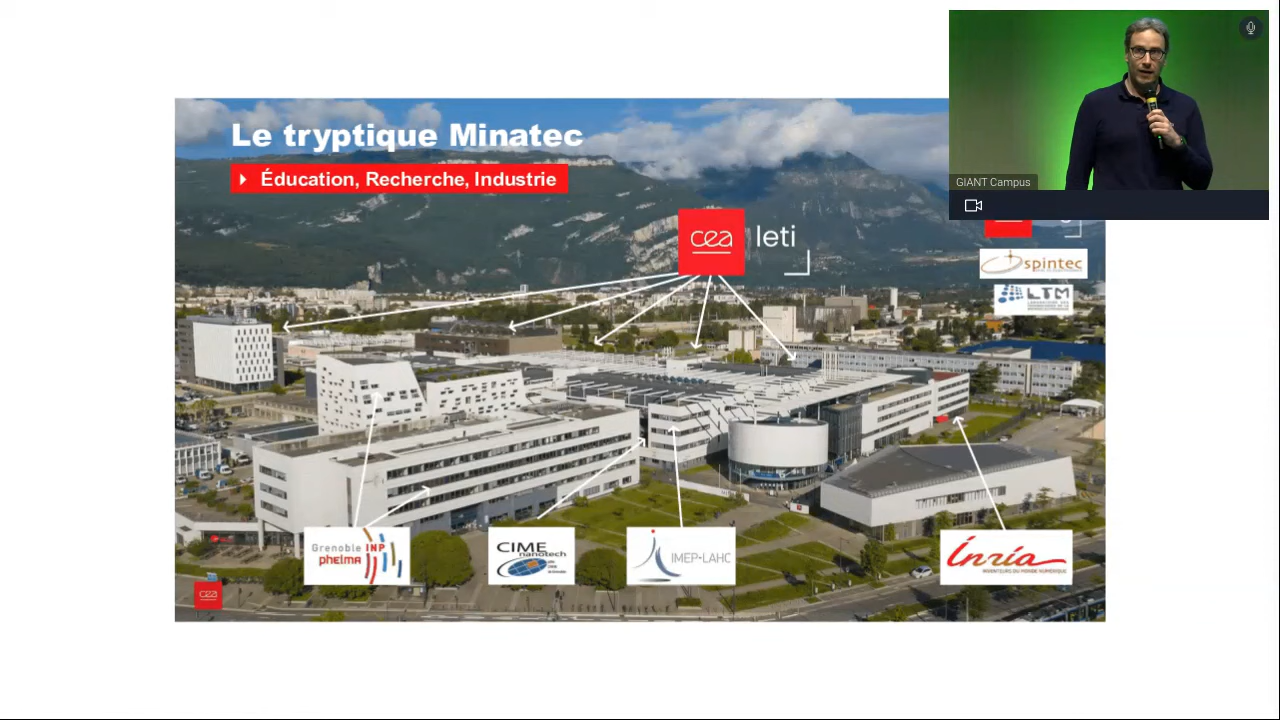 Le tryptique Minatec
Éducation, Recherche, Industrie
GIANT Campus
cea leti
spintec
LTM
Grenoble INP
phelma
CIME
nanotech
IMEP-LAHC
Inria
INVENTEURS DU MONDE NUMÉRIQUE
cea